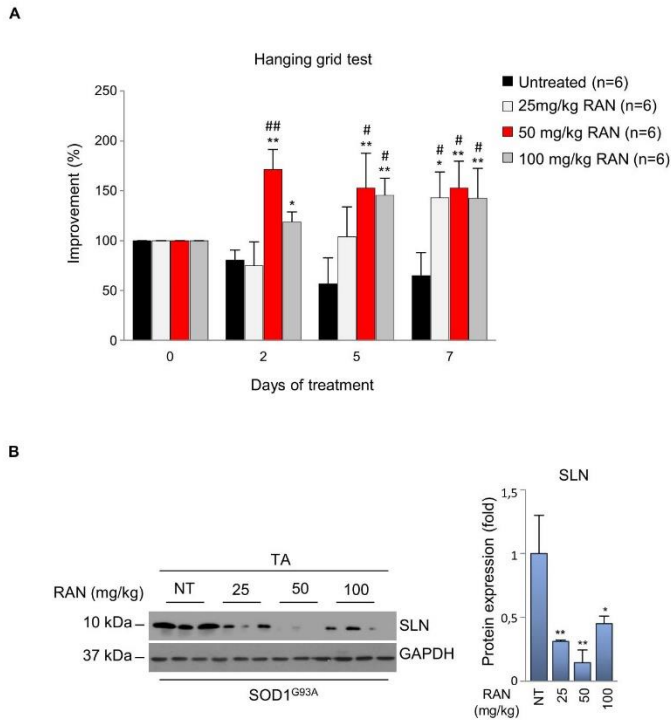 A
Hanging grid test
Untreated (n=6)
25mg/kg RAN (n=6)
50 mg/kg RAN (n=6)
100 mg/kg RAN (n=6)
Improvement (%)
250
200
150
100
50
0
##
**
*
#
**
#
**
#
*
#
**
#
**
0 2 5 7
Days of treatment
B
TA
RAN (mg/kg) NT 25 50 100
10 kDa
SLN
37 kDa
GAPDH
SOD1G93A
SLN
Protein expression (fold)
1,5
1
0,5
0
**
**
*
RAN (mg/kg)
NT 25 50 100